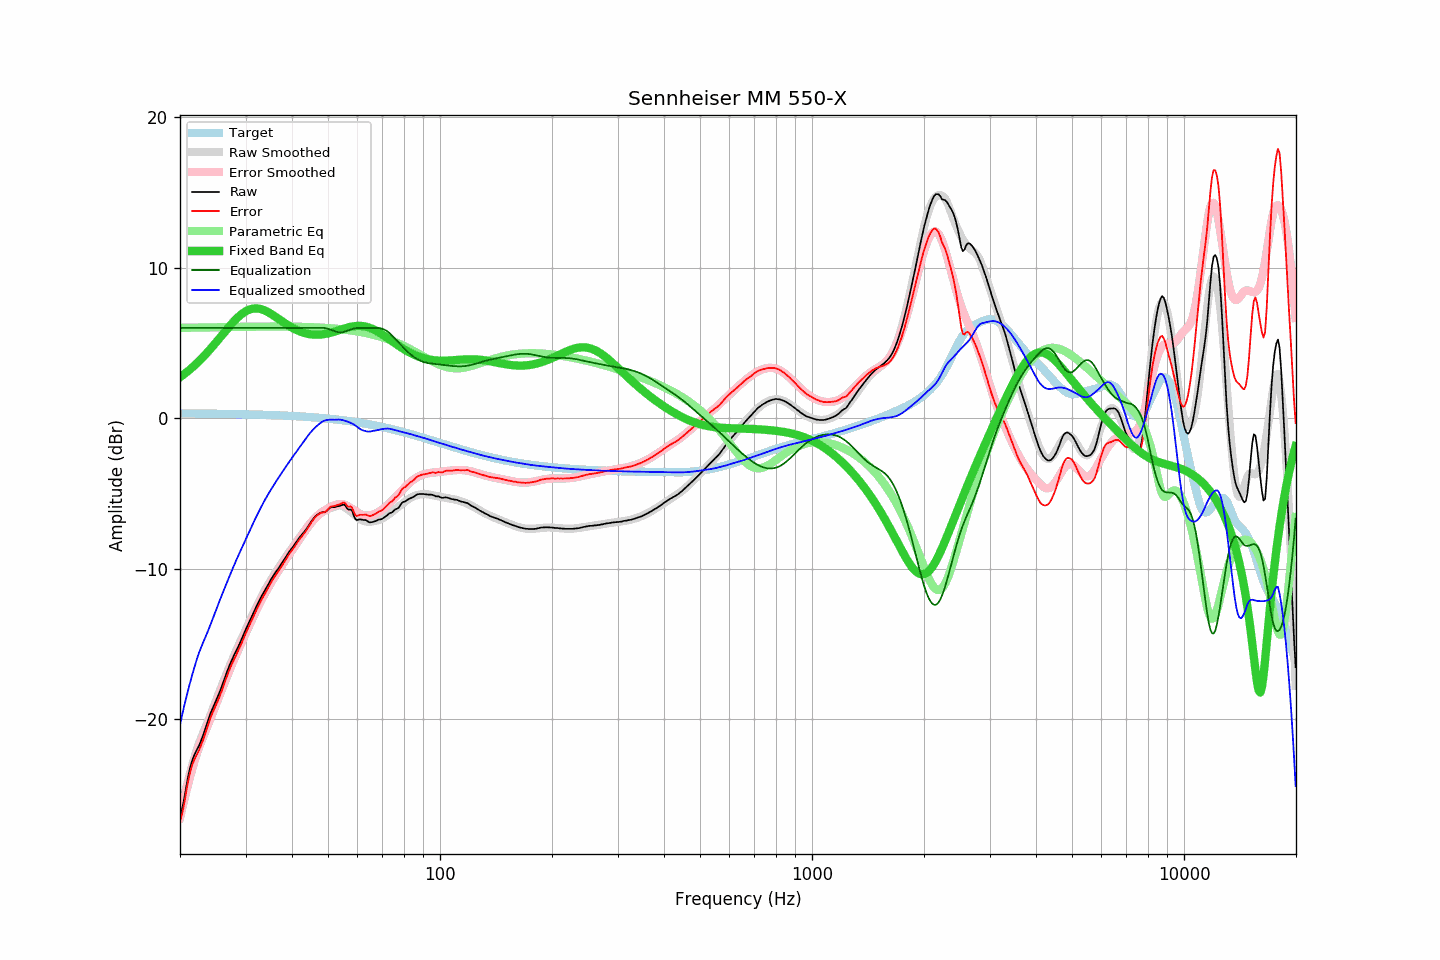 Sennheiser MM 550-X
20
10
0
−10
−20
Amplitude (dBr)
Target
Raw Smoothed
Error Smoothed
Raw
Error
Parametric Eq
Fixed Band Eq
Equalization
Equalized smoothed
100
1000
10000
Frequency (Hz)